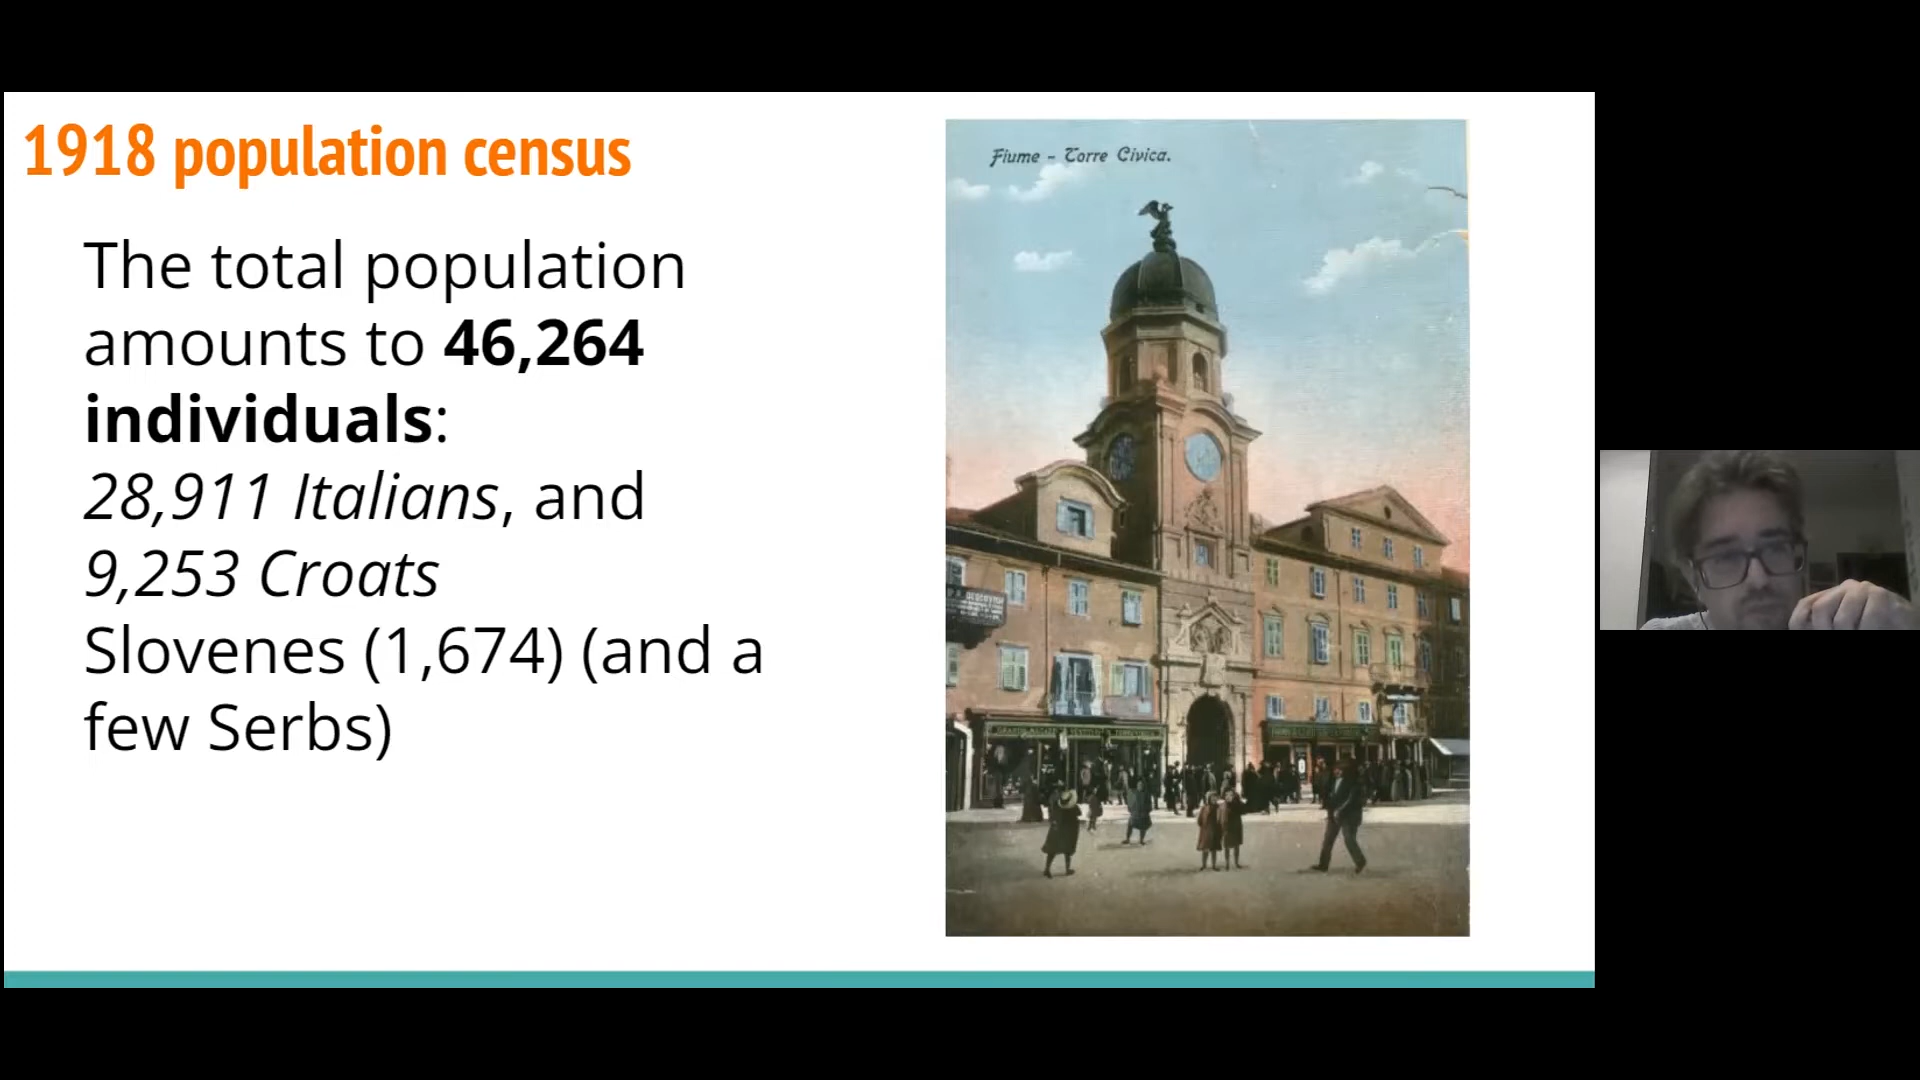 1918 population census
The total population
amounts to 46,264
individuals:
28,911 Italians, and
9,253 Croats
Slovenes (1,674) (and a
few Serbs)
Fiume - Torre Civica.